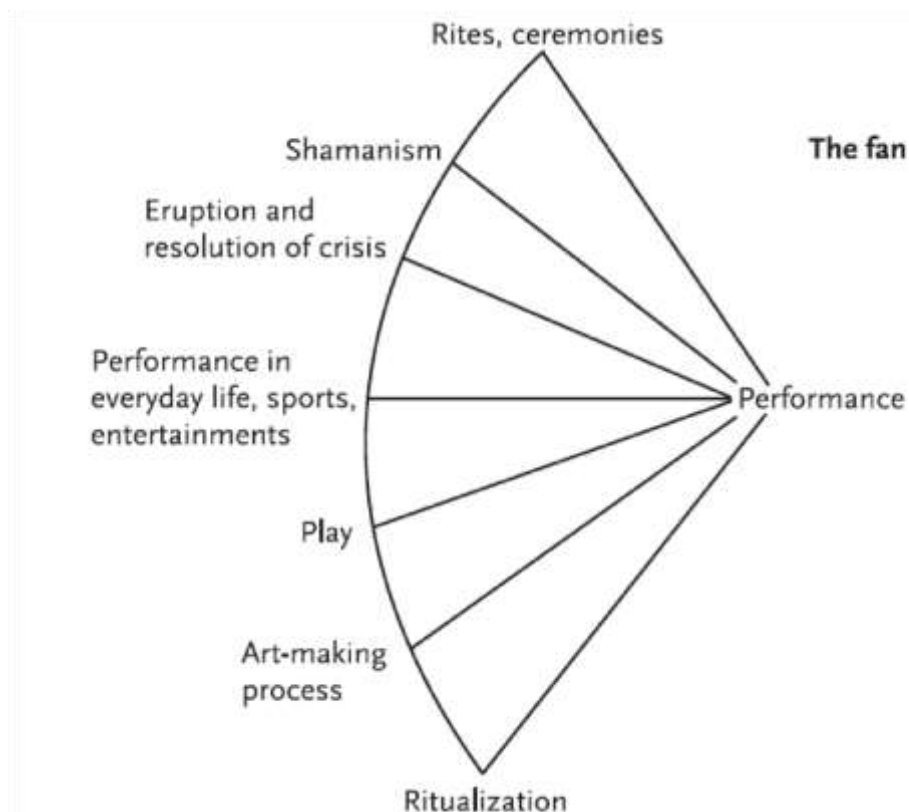 Rites, ceremonies
Shamanism
The fan
Eruption and
resolution of crisis
Performance in
everyday life, sports,
entertainments
Performance
Play
Art-making
process
Ritualization